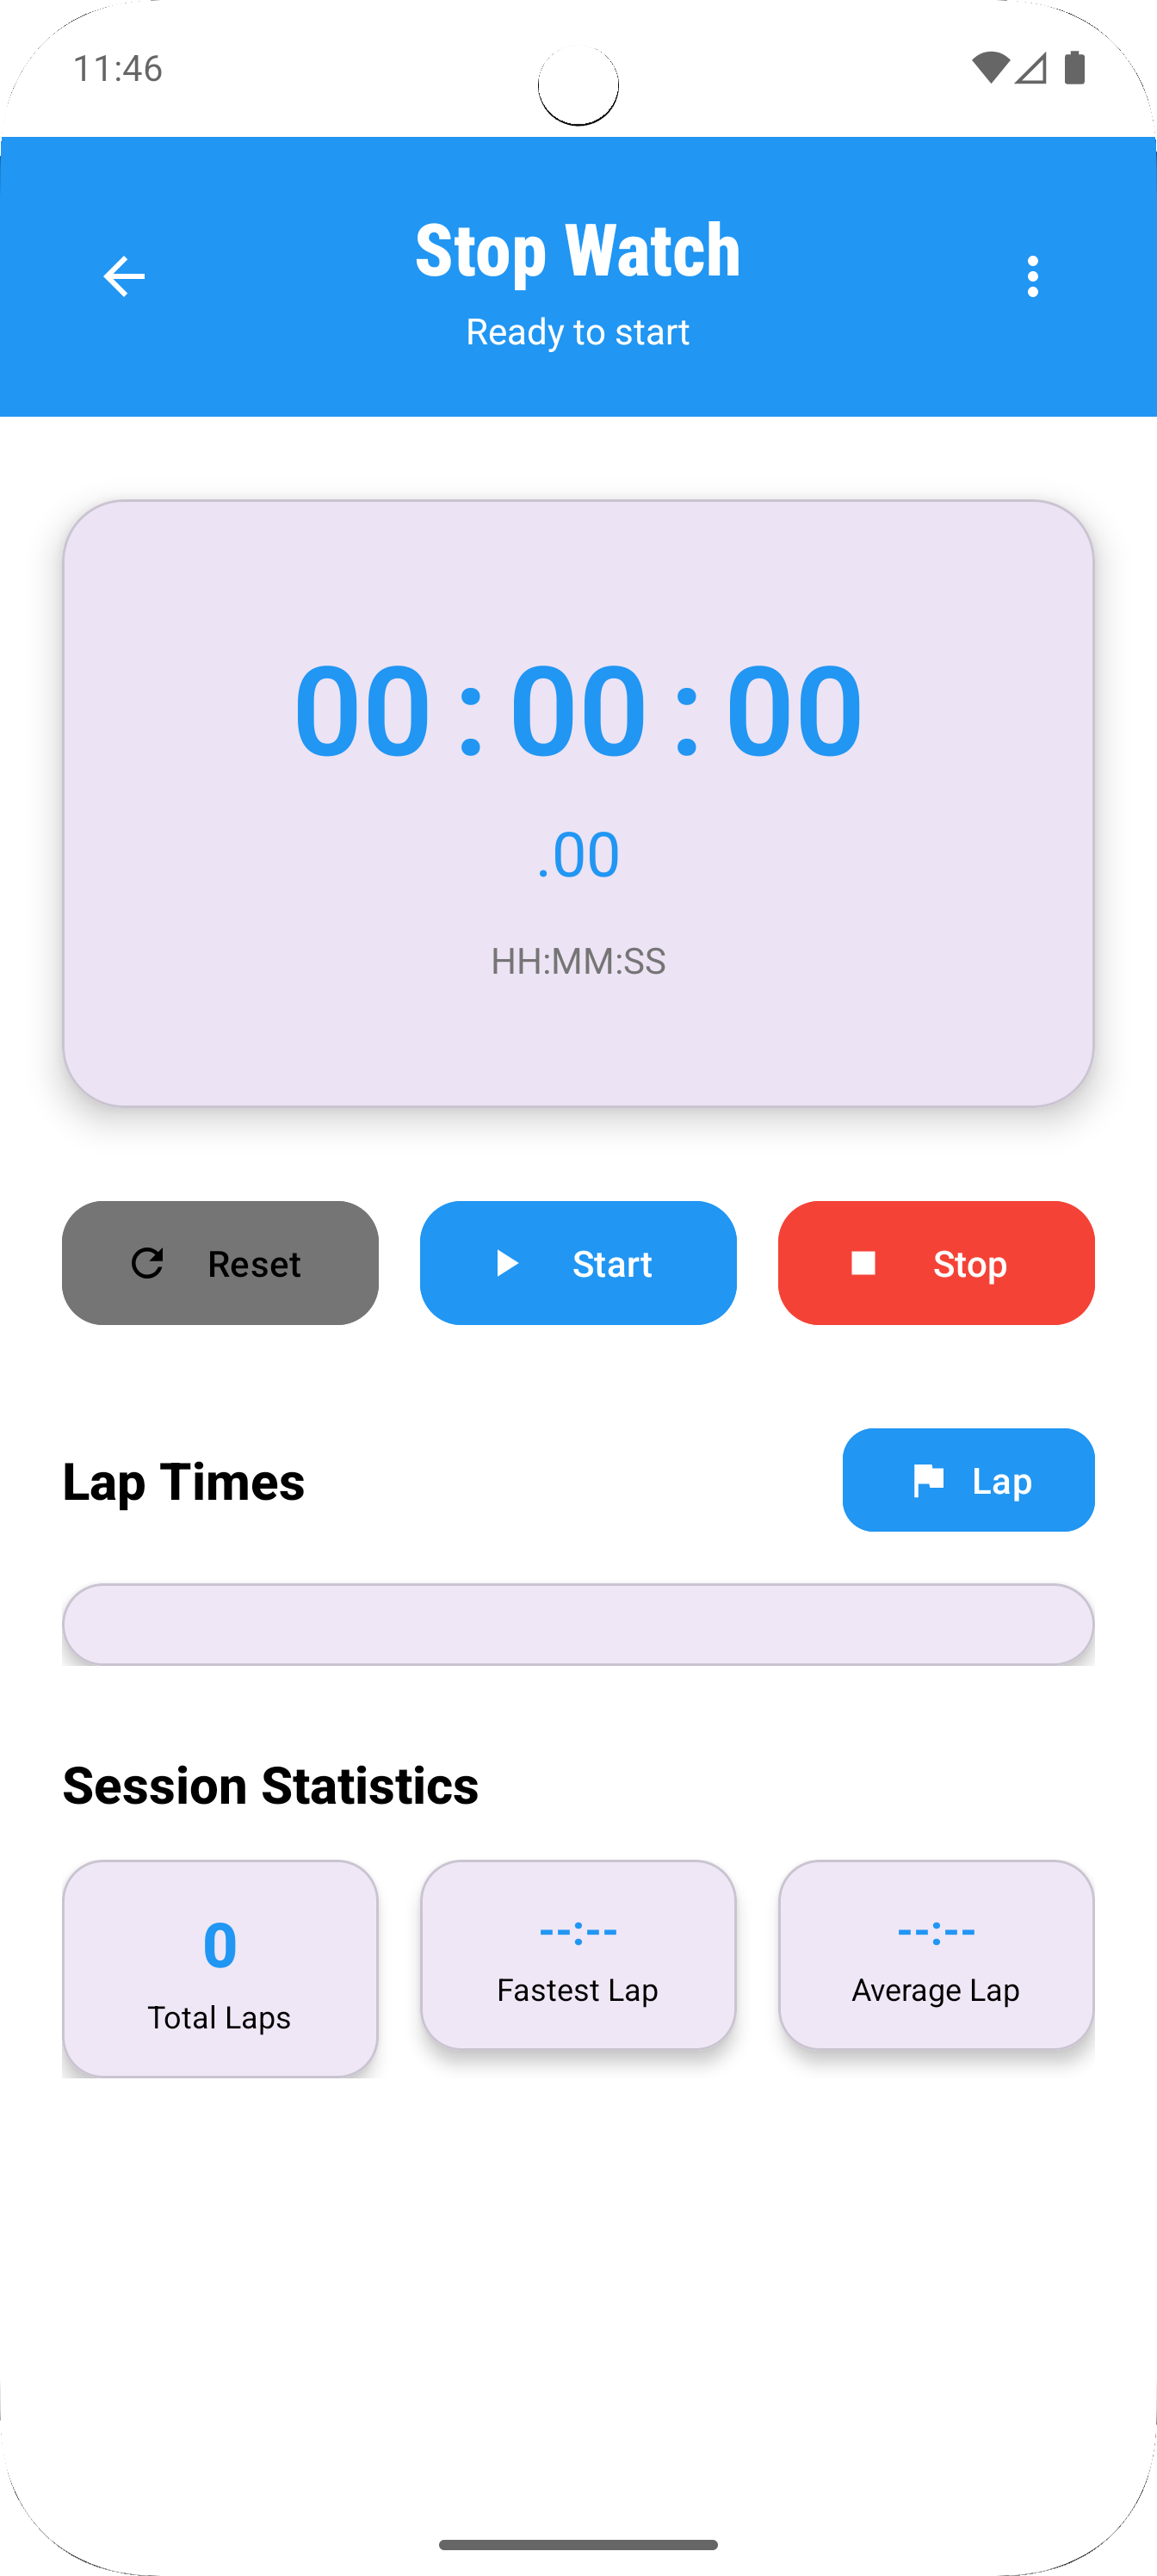 11:46
Stop Watch
Ready to start
00 : 00 : 00
.00
HH:MM:SS
Reset
Start
Stop
Lap Times
Lap
Session Statistics
0
Total Laps
--:--
Fastest Lap
--:--
Average Lap